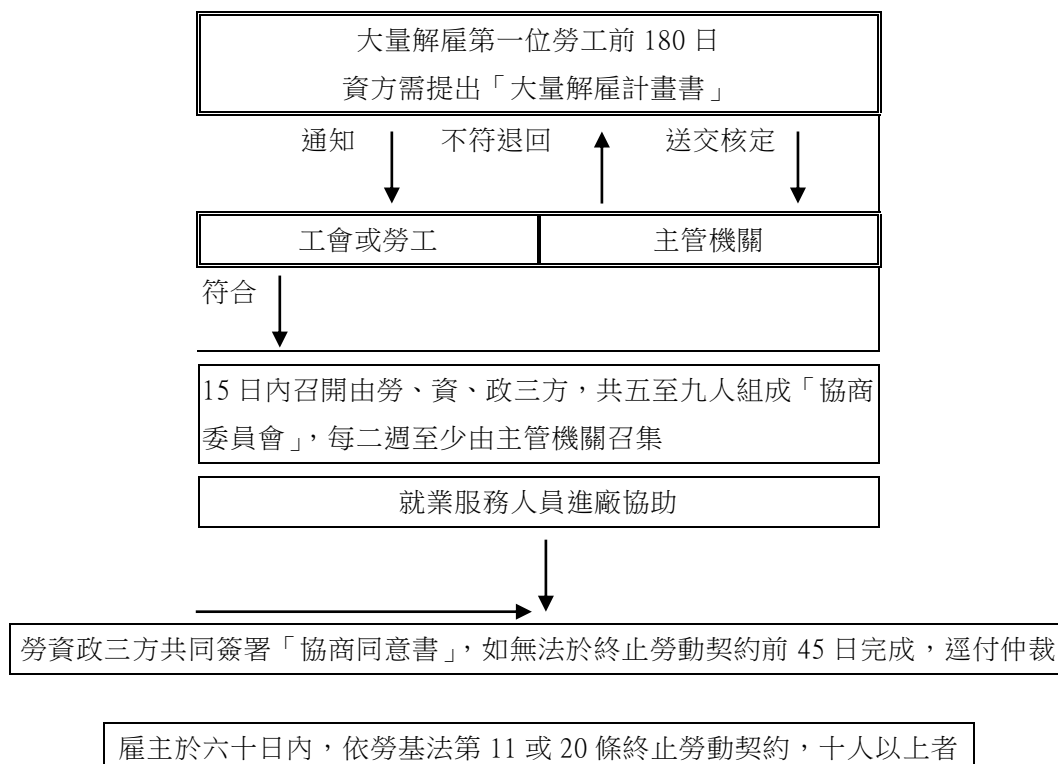 大量解雇第一位勞工前 180 日
資方需提出「大量解雇計畫書」
通知 不符退回 送交核定
工會或勞工 主管機關
符合
15 日內召開由勞、資、政三方，共五至九人組成「協商
委員會」，每二週至少由主管機關召集
就業服務人員進廠協助
勞資政三方共同簽署「協商同意書」，如無法於終止勞動契約前 45 日完成，逕付仲裁
雇主於六十日內，依勞基法第 11 或 20 條終止勞動契約，十人以上者